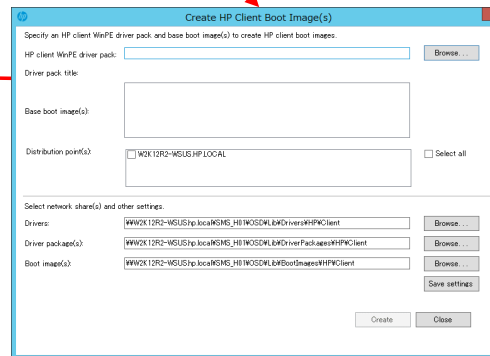 Create HP Client Boot Image(s)
Specify an HP client WinPE driver pack and base boot image(s) to create HP client boot images.
HP client WinPE driver pack:
Browse...
Driver pack title:
Base boot image(s):
Distribution point(s):
W2K12R2-WSUS.HP.LOCAL
Select all
Select network share(s) and other settings.
Drivers:
¥¥W2K12R2-WSUS.hp.local¥SMS_H01¥OSD¥Lib¥Drivers¥HP¥Client
Browse...
Driver package(s):
¥¥W2K12R2-WSUS.hp.local¥SMS_H01¥OSD¥Lib¥DriverPackages¥HP¥Client
Browse...
Boot image(s):
¥¥W2K12R2-WSUS.hp.local¥SMS_H01¥OSD¥Lib¥BootImages¥HP¥Client
Browse...
Save settings
Create
Close